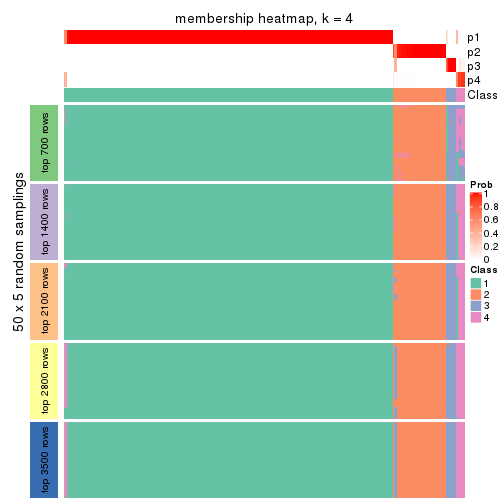 membership heatmap, k = 4
p1
p2
p3
p4
Class
50 x 5 random samplings
top 700 rows
top 1400 rows
top 2100 rows
top 2800 rows
top 3500 rows
Prob
1
0.8
0.6
0.4
0.2
0
Class
1
2
3
4